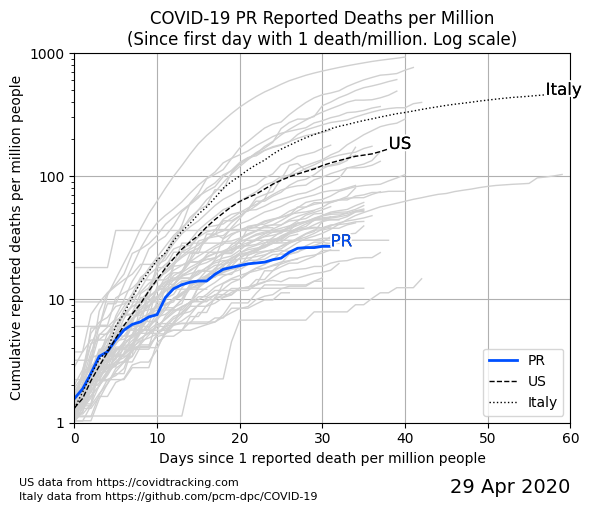 COVID-19 PR Reported Deaths per Million
(Since first day with 1 death/million. Log scale)
Cumulative reported deaths per million people
1000
100
10
1
Italy
US
PR
PR
US
Italy
0 10 20 30 40 50 60
Days since 1 reported death per million people
US data from https://covidtracking.com
Italy data from https://github.com/pcm-dpc/COVID-19
29 Apr 2020